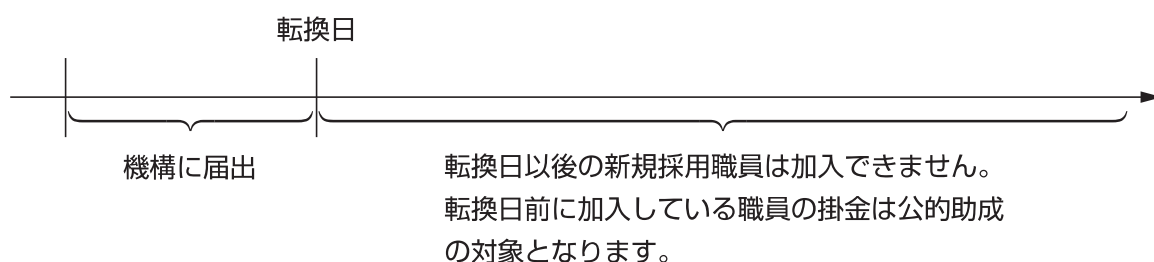 転換日
機構に届出
転換日以後の新規採用職員は加入できません。
転換日前に加入している職員の掛金は公的助成
の対象となります。